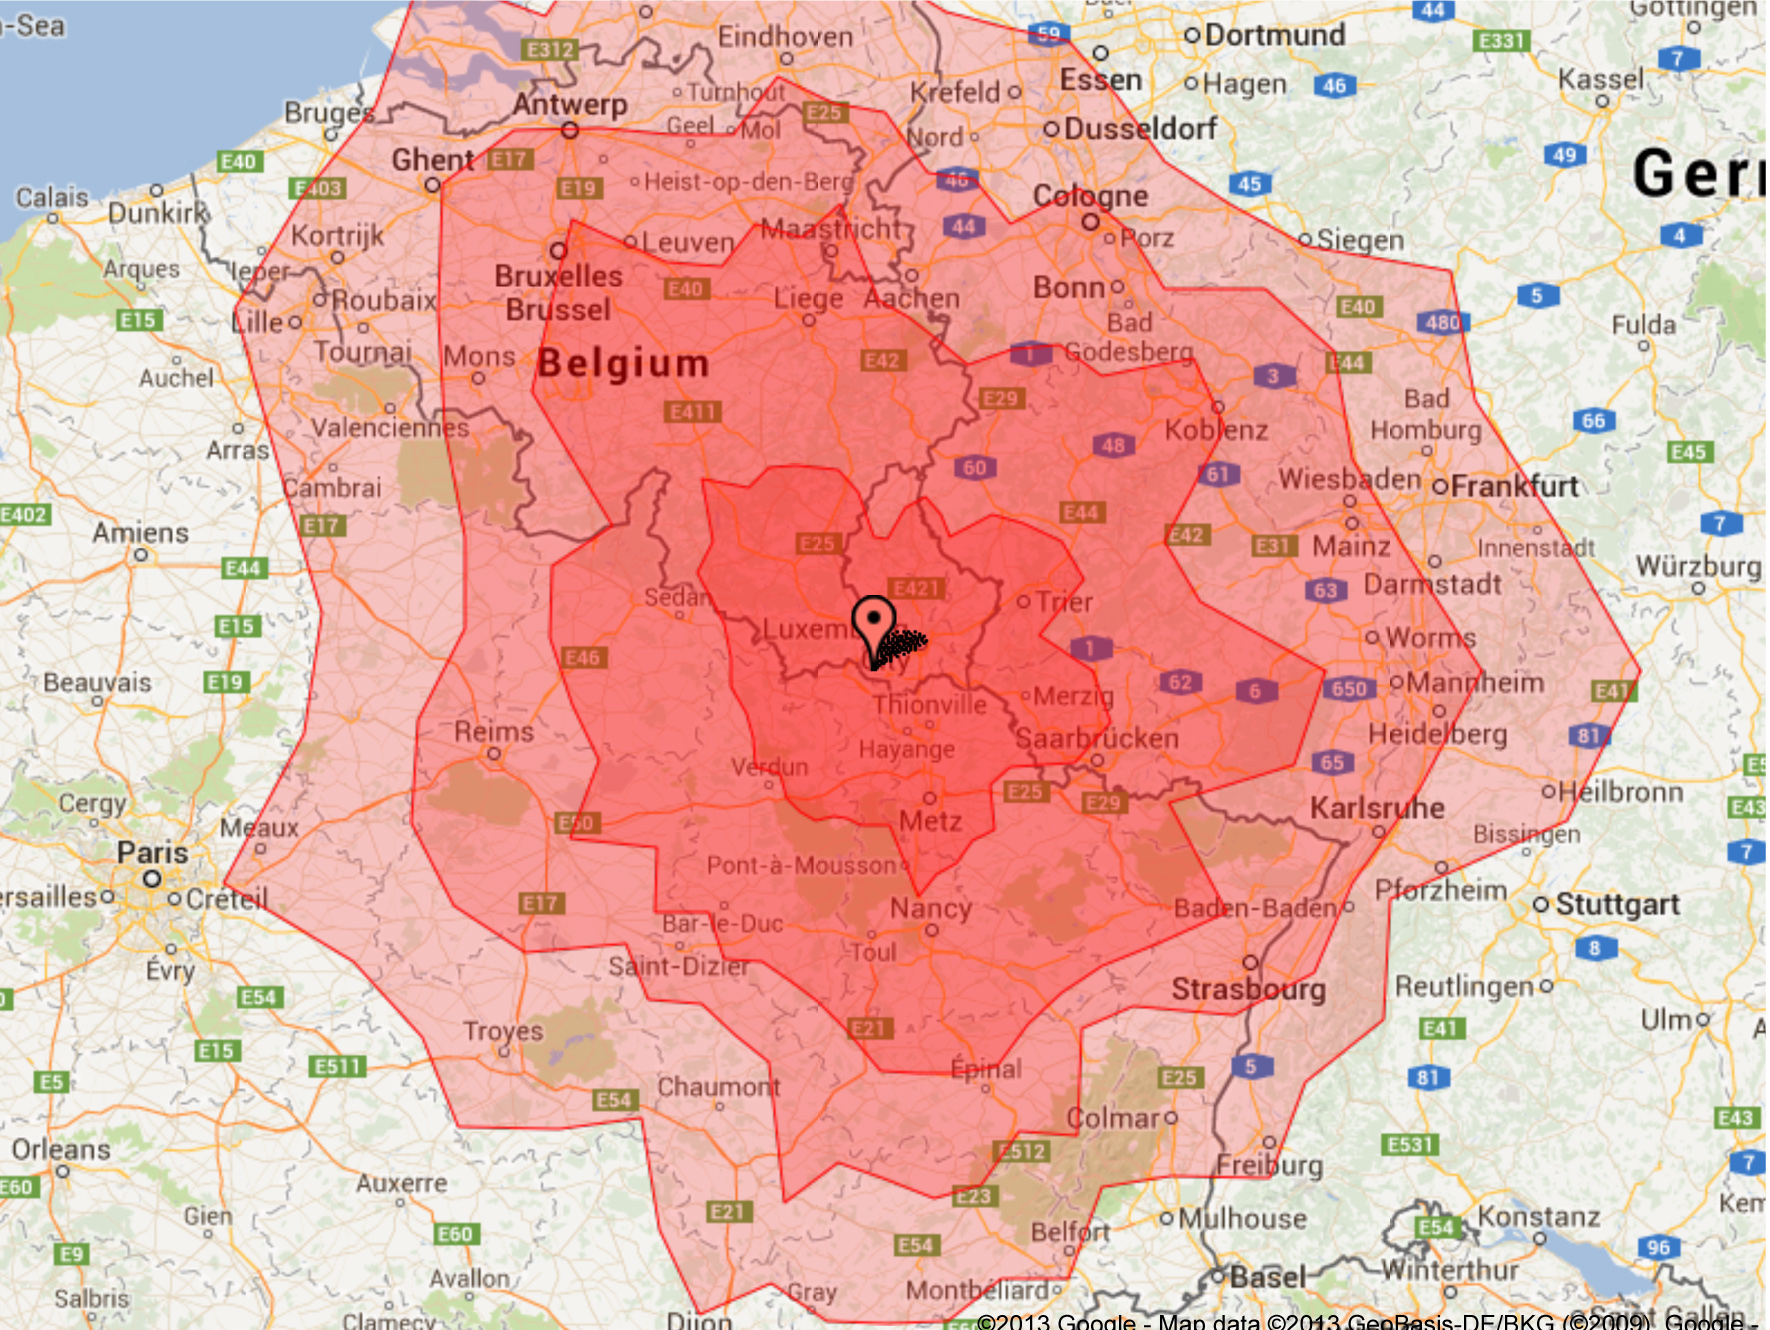 Göttingen
44
59
E331
n-Sea
Eindhoven
Dortmund
E312
Essen
7
Kassel
Turnhout
Krefeld
Hagen
46
Antwerp
E25
Bruges
Geel
Mol
Nord
Dusseldorf
49
Ghent
E17
E40
E403
E19
Heist-op-den-Berg
46
Cologne
45
Gerr
Calais
Dunkirk
Kortrijk
Leuven
Maastricht
44
Porz
Siegen
4
Arques
Ieper
Bruxelles
Brussel
E40
Liege
Aachen
Bonn
5
Roubaix
E15
Lille
Bad
Godesberg
E40
480
Fulda
Tournai
Mons
Belgium
E42
1
E44
3
Auchel
E411
E29
Bad
Homburg
66
Valenciennes
Arras
48
Koblenz
E45
Cambrai
60
61
Wiesbaden
Frankfurt
E402
E17
Amiens
E44
E25
E42
E31
Mainz
Innenstadt
7
E44
Darmstadt
Würzburg
Sedan
E421
Trier
63
E15
Luxemb
City
1
Worms
E46
Beauvais
E19
Merzig
62
6
650
Mannheim
E41
Thionville
Reims
Hayange
Saarbrücken
Heidelberg
81
Verdun
65
E25
E29
Heilbronn
Cergy
Meaux
E50
Metz
Karlsruhe
E43
Bissingen
Paris
Pont-à-Mousson
7
ersailles
Créteil
E17
Nancy
Baden-Baden
Pforzheim
Stuttgart
Bar-le-Duc
Évry
Saint-Dizier
Toul
8
E54
Strasbourg
Reutlingen
Troyes
E21
E41
Ulm
E15
E511
Épinal
5
E25
81
E5
Chaumont
E54
Colmar
E43
Orleans
E512
E531
Freiburg
7
E60
Auxerre
E23
Kem
Gien
E21
Belfort
Mulhouse
E54
Konstanz
E60
E54
96
E9
Avallon
Gray
Montbéliard
Basel
Winterthur
Salbris
Clamecy
Dijon
Saint Gallen
©2013 Google - Map data ©2013 GeoBasis-DE/BKG (©2009), Google -